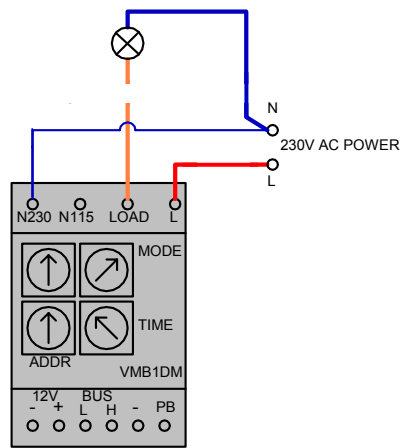 N
230V AC POWER
L
N230 N115 LOAD L
MODE
TIME
ADDR
VMB1DM
12V BUS
- + L H - PB